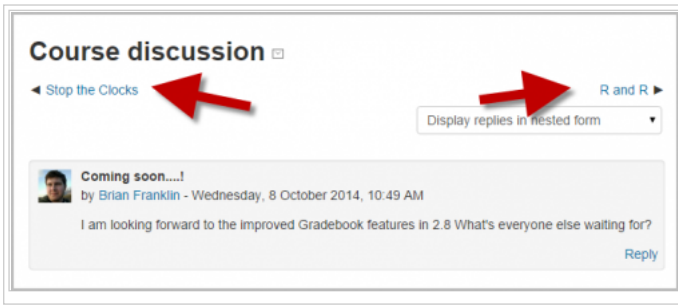 Course discussion
◄ Stop the Clocks
R and R ►
Display replies in nested form
Coming soon....!
by Brian Franklin - Wednesday, 8 October 2014, 10:49 AM
I am looking forward to the improved Gradebook features in 2.8 What's everyone else waiting for?
Reply